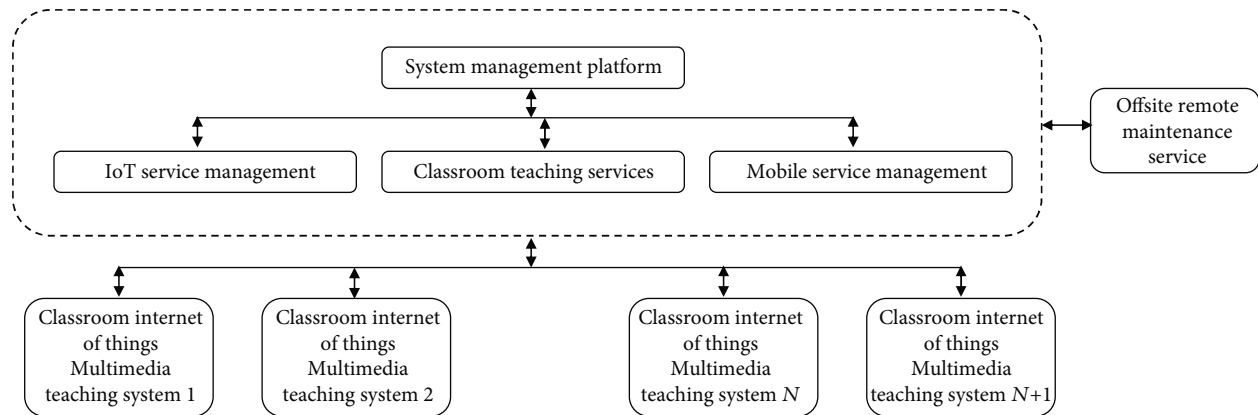 System management platform
IoT service management
Classroom teaching services
Mobile service management
Offsite remote
maintenance
service
Classroom internet
of things
Multimedia
teaching system 1
Classroom internet
of things
Multimedia
teaching system 2
Classroom internet
of things
Multimedia
teaching system N
Classroom internet
of things
Multimedia
teaching system N+1